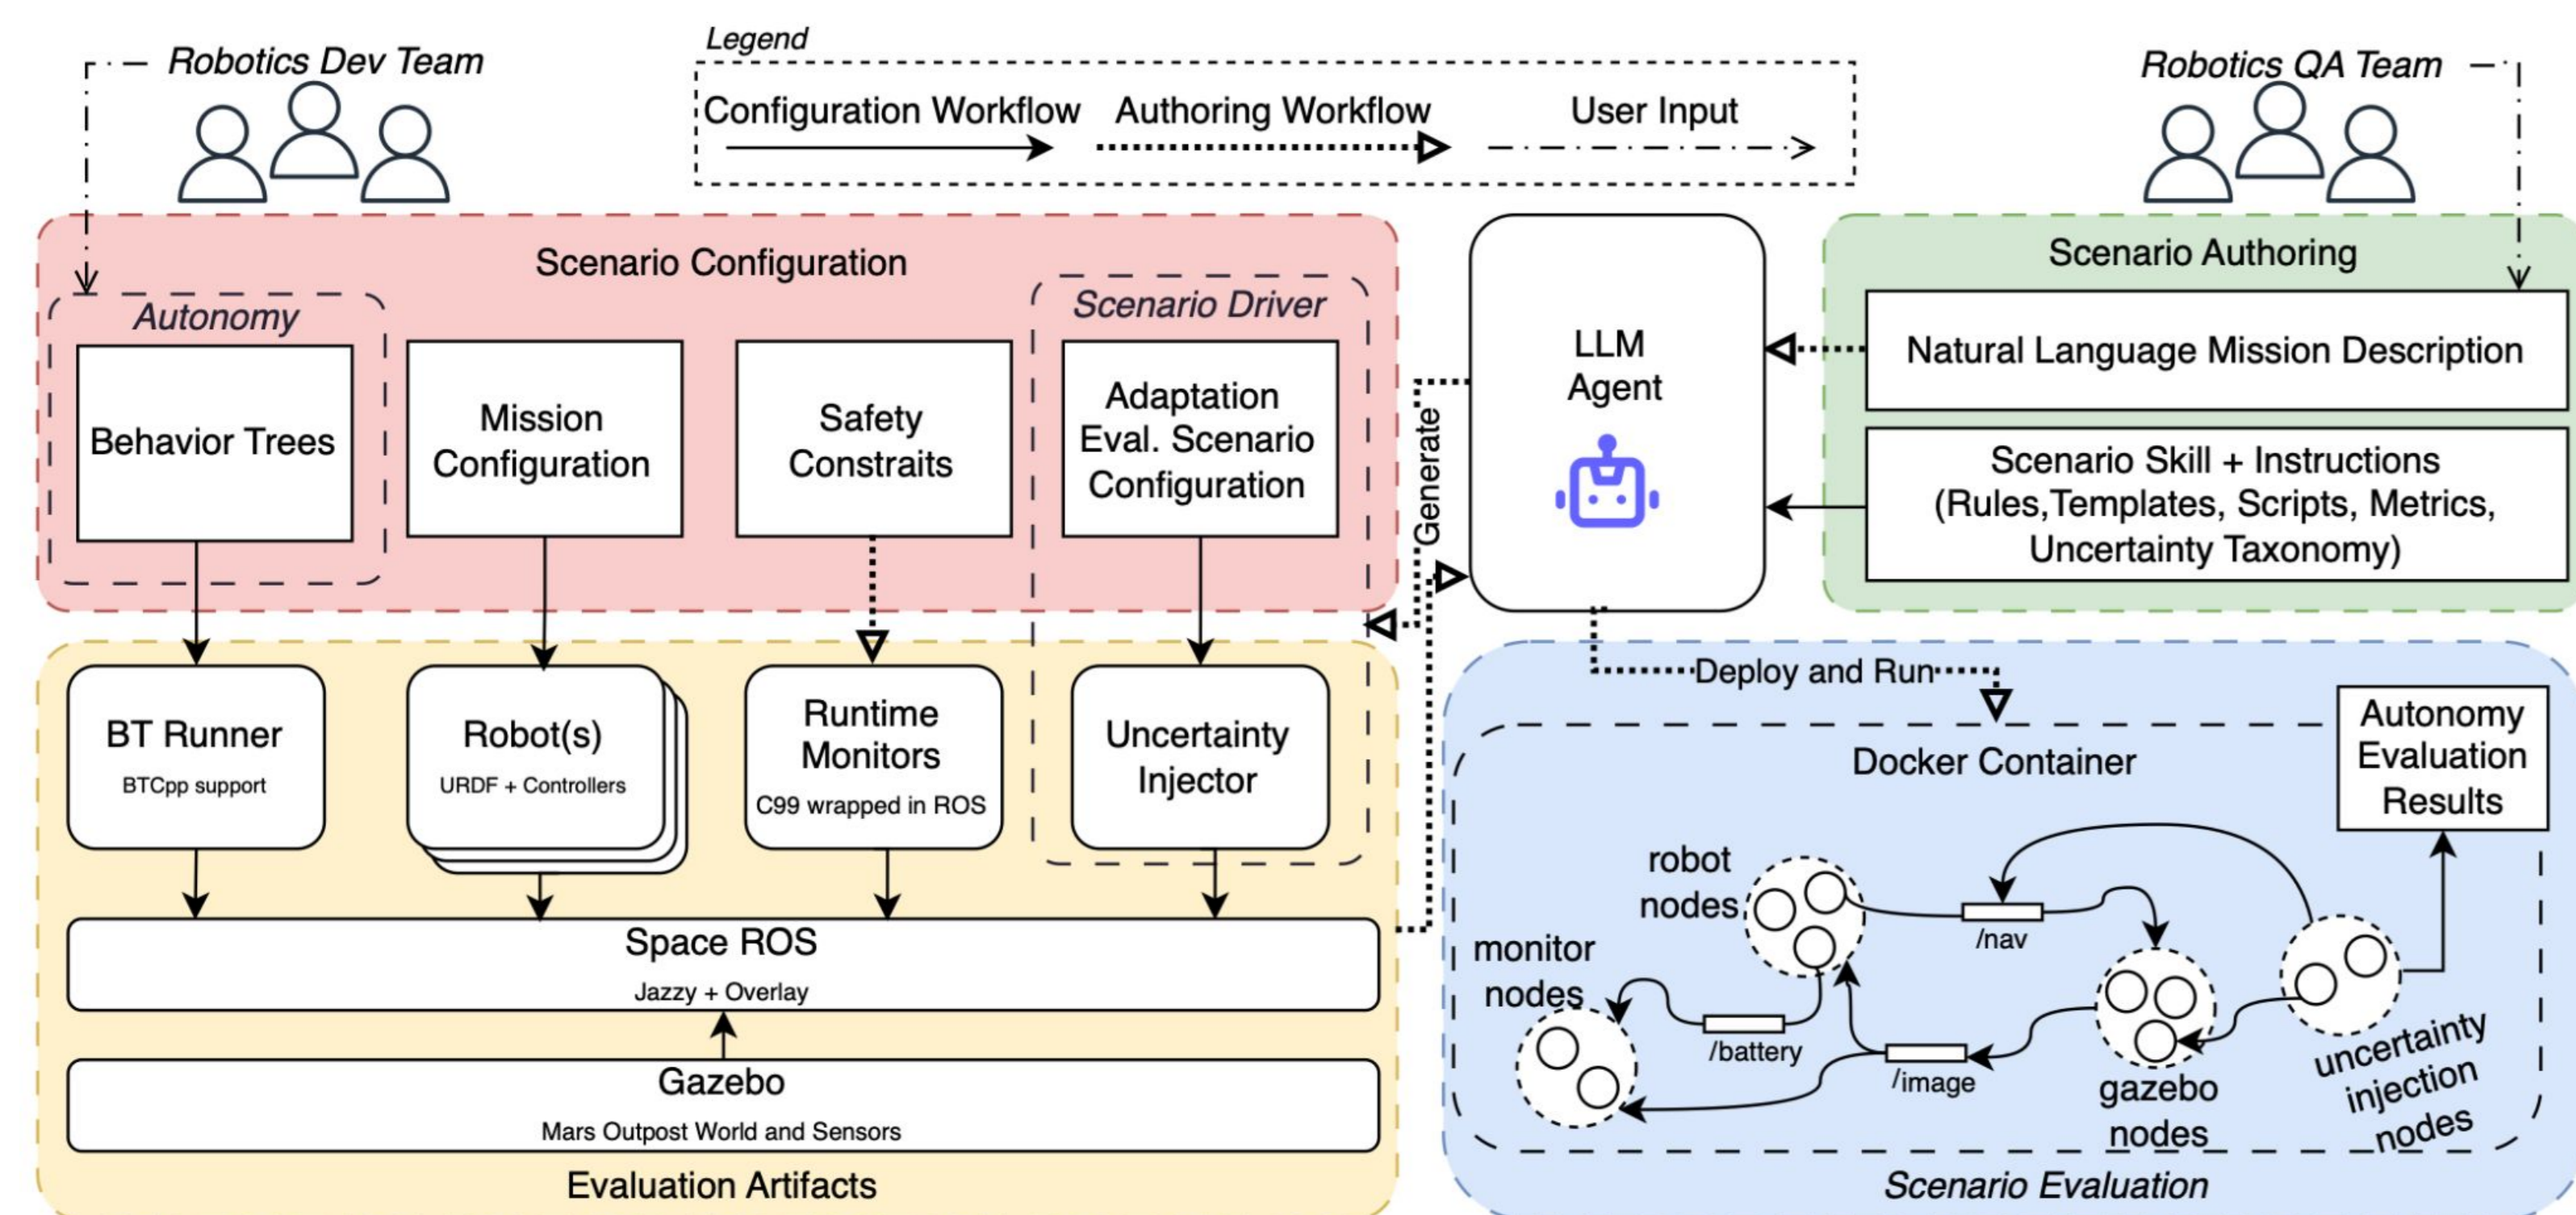 Legend
Robotics Dev Team
Robotics QA Team
Configuration Workflow
Authoring Workflow
User Input
Scenario Configuration
Autonomy
Behavior Trees
Mission
Configuration
Safety
Constraits
Scenario Driver
Adaptation
Eval. Scenario
Configuration
Generate
LLM
Agent
Scenario Authoring
Natural Language Mission Description
Scenario Skill + Instructions
(Rules,Templates, Scripts, Metrics,
Uncertainty Taxonomy)
BT Runner
BTCpp support
Robot(s)
URDF + Controllers
Runtime
Monitors
C99 wrapped in ROS
Uncertainty
Injector
Space ROS
Jazzy + Overlay
Gazebo
Mars Outpost World and Sensors
Evaluation Artifacts
Deploy and Run
Docker Container
Autonomy
Evaluation
Results
robot
nodes
/nav
monitor
nodes
/battery
/image
gazebo
nodes
uncertainty
injection
nodes
Scenario Evaluation